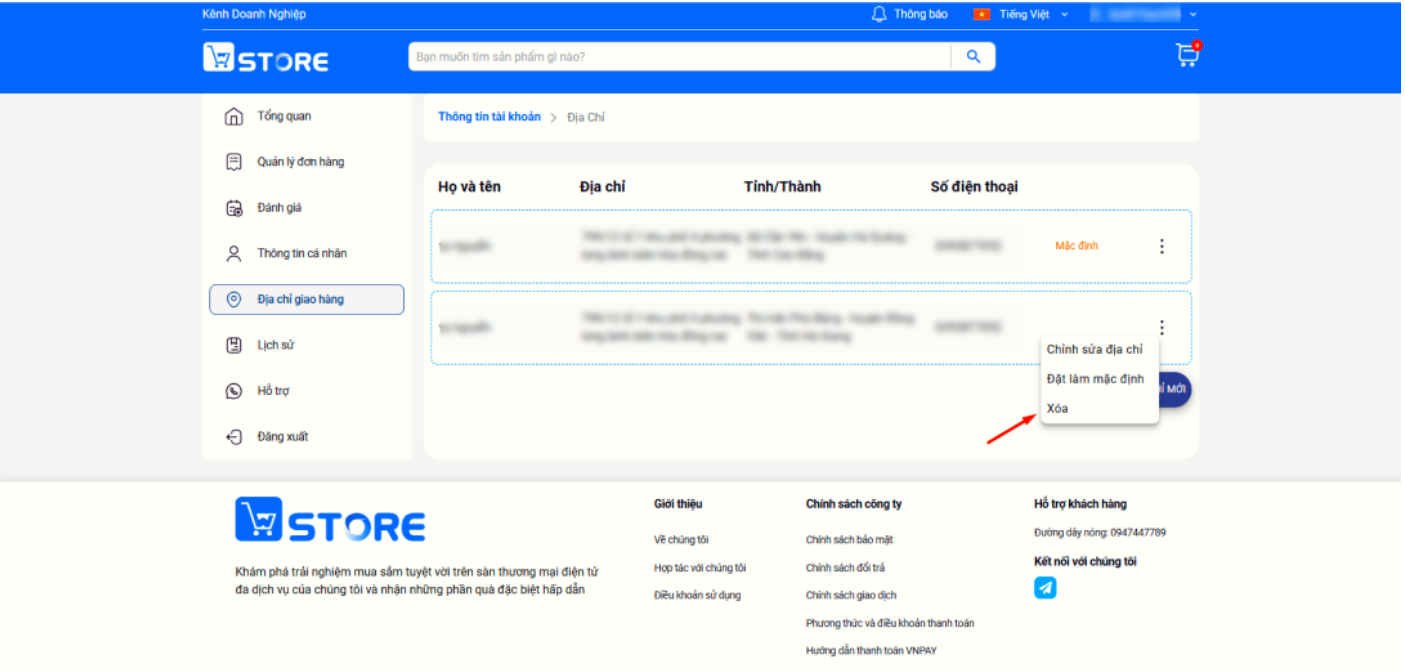 Kênh Doanh Nghiệp
Thông báo
Tiếng Việt
STORE
Bạn muốn tìm sản phẩm gì nào?
0
Tổng quan
Quản lý đơn hàng
Đánh giá
Thông tin cá nhân
Địa chỉ giao hàng
Lịch sử
Hỗ trợ
Đăng xuất
Thông tin tài khoản > Địa Chỉ
Họ và tên Địa chỉ Tỉnh/Thành Số điện thoại
Mặc định
Chỉnh sửa địa chỉ
Đặt làm mặc định
Xóa
MỚI
STORE
Khám phá trải nghiệm mua sắm tuyệt vời trên sàn thương mại điện tử
đa dịch vụ của chúng tôi và nhận những phần quà đặc biệt hấp dẫn
Giới thiệu
Về chúng tôi
Hợp tác với chúng tôi
Điều khoản sử dụng
Chính sách công ty
Chính sách bảo mật
Chính sách đổi trả
Chính sách giao dịch
Phương thức và điều khoản thanh toán
Hướng dẫn thanh toán VNPAY
Hỗ trợ khách hàng
Đường dây nóng: 0947447789
Kết nối với chúng tôi